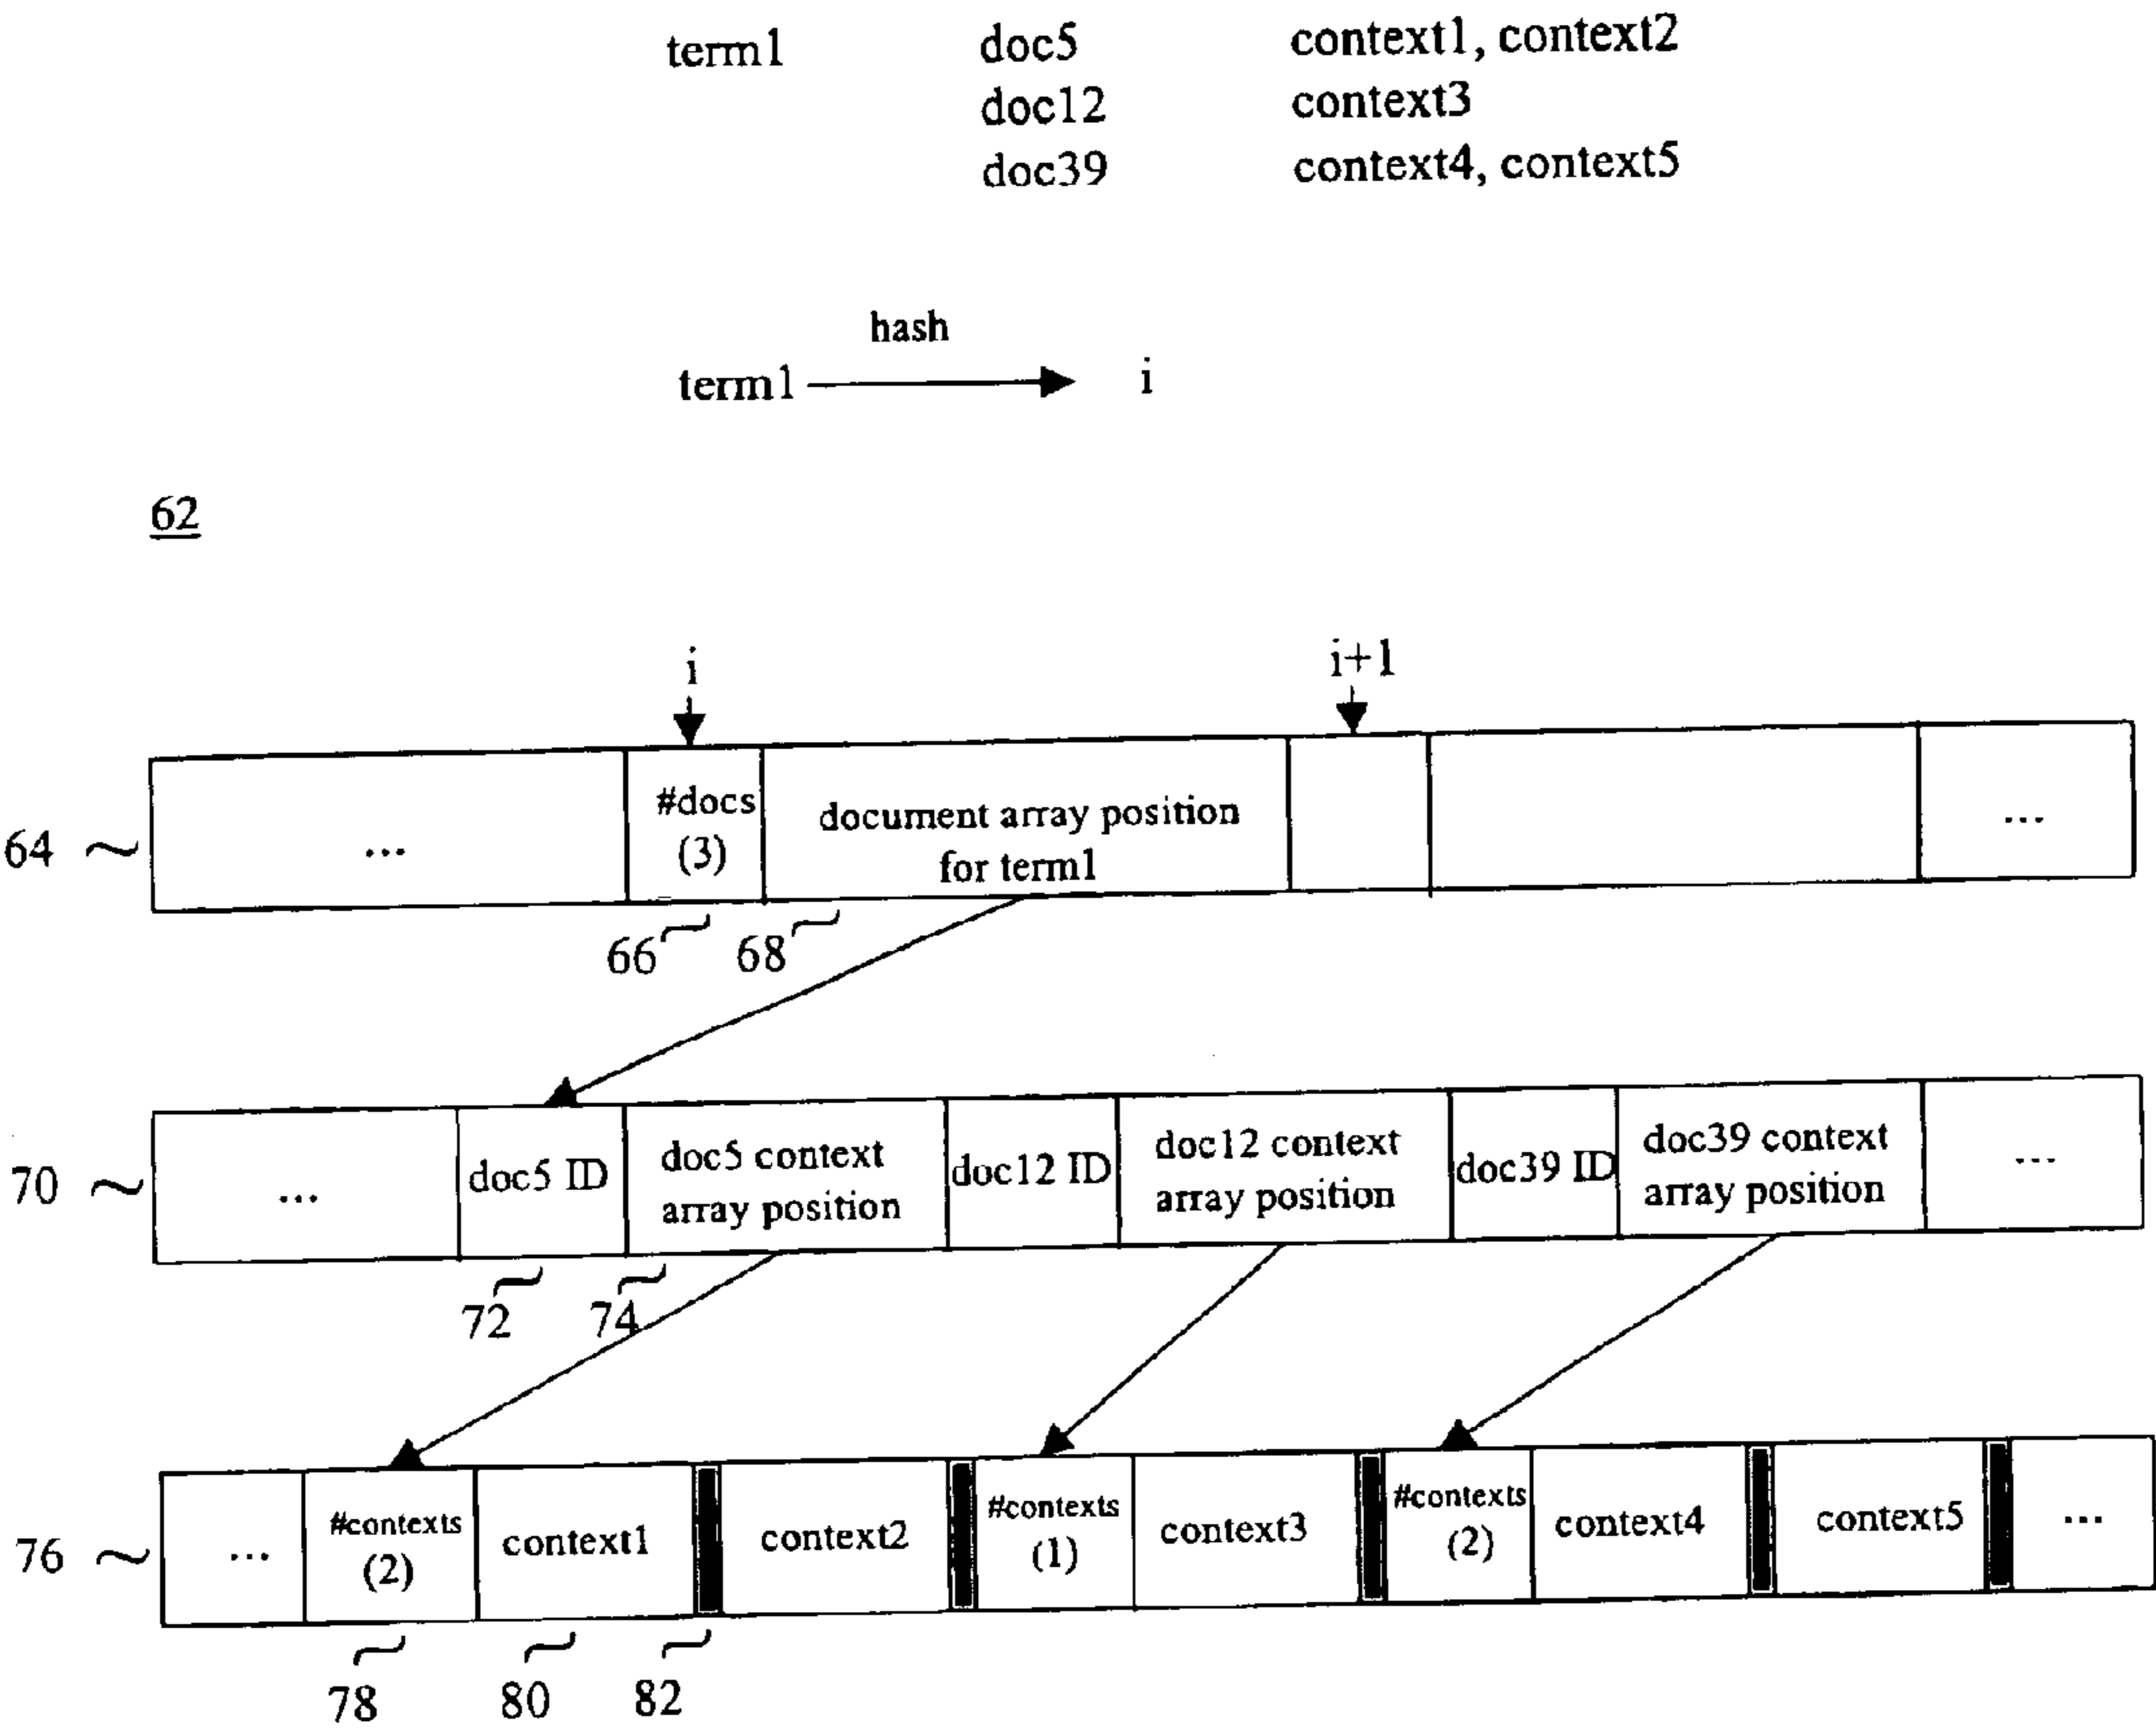 term1 doc5 context1, context2
doc12 context3
doc39 context4, context5
hash
term1 i
62
i i+1
64 ... #docs (3) document array position for term1 ...
66 68
70 ... doc5 ID doc5 context array position doc12 ID doc12 context array position doc39 ID doc39 context array position ...
72 74
76 ... #contexts (2) context1 context2 #contexts (1) context3 #contexts (2) context4 context5 ...
78 80 82